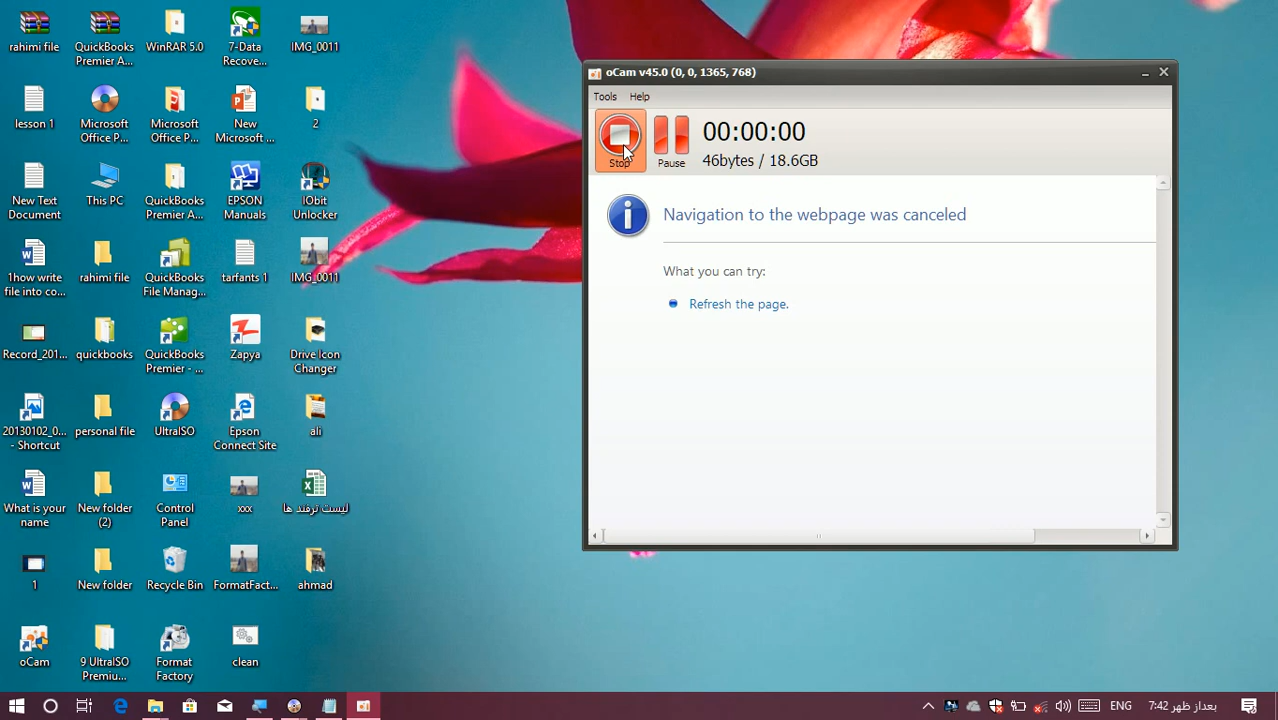 rahimi file
QuickBooks
Premier A...
WinRAR 5.0
7-Data
Recove...
IMG_0011
lesson 1
Microsoft
Office P...
Microsoft
Office P...
New
Microsoft ...
2
New Text
Document
This PC
QuickBooks
Premier A...
EPSON
Manuals
IObit
Unlocker
1how write
file into co...
rahimi file
QuickBooks
File Manag...
tarfants 1
IMG_0011
Record_201...
quickbooks
QuickBooks
Premier - ...
Zapya
Drive Icon
Changer
20130102_0...
- Shortcut
personal file
UltraISO
Epson
Connect Site
ali
What is your
name
New folder
(2)
Control
Panel
xxx
لیست ترفند ها
1
New folder
Recycle Bin
FormatFact...
ahmad
oCam
9 UltraISO
Premiu...
Format
Factory
clean
oCam v45.0 (0, 0, 1365, 768)
Tools Help
Stop
Pause
00:00:00
46bytes / 18.6GB
Navigation to the webpage was canceled
What you can try:
Refresh the page.
ENG
7:42 بعداز ظهر